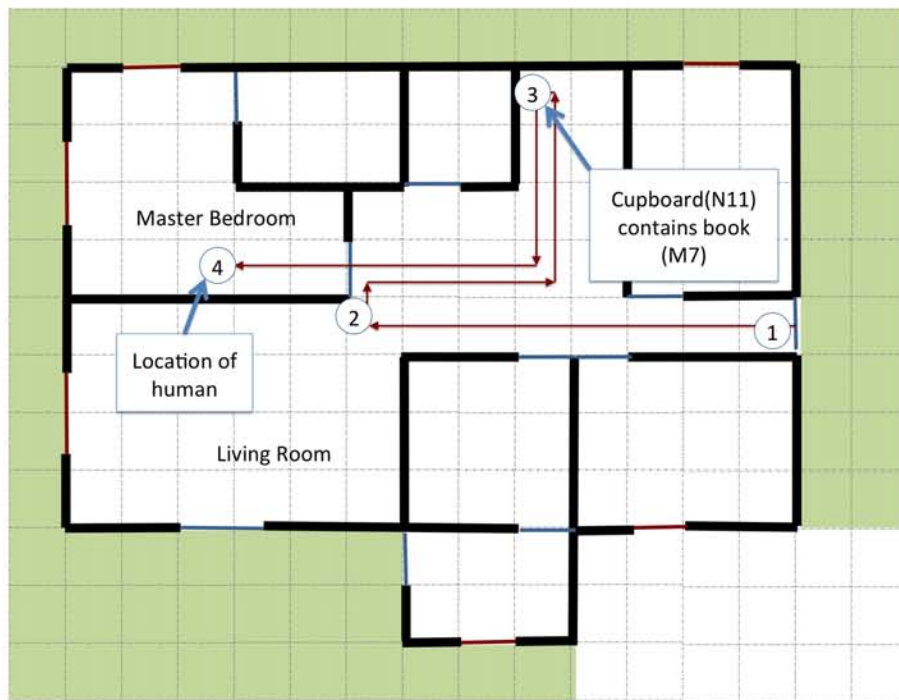 3
Cupboard(N11)
contains book
(M7)
Master Bedroom
4
2
1
Location of
human
Living Room